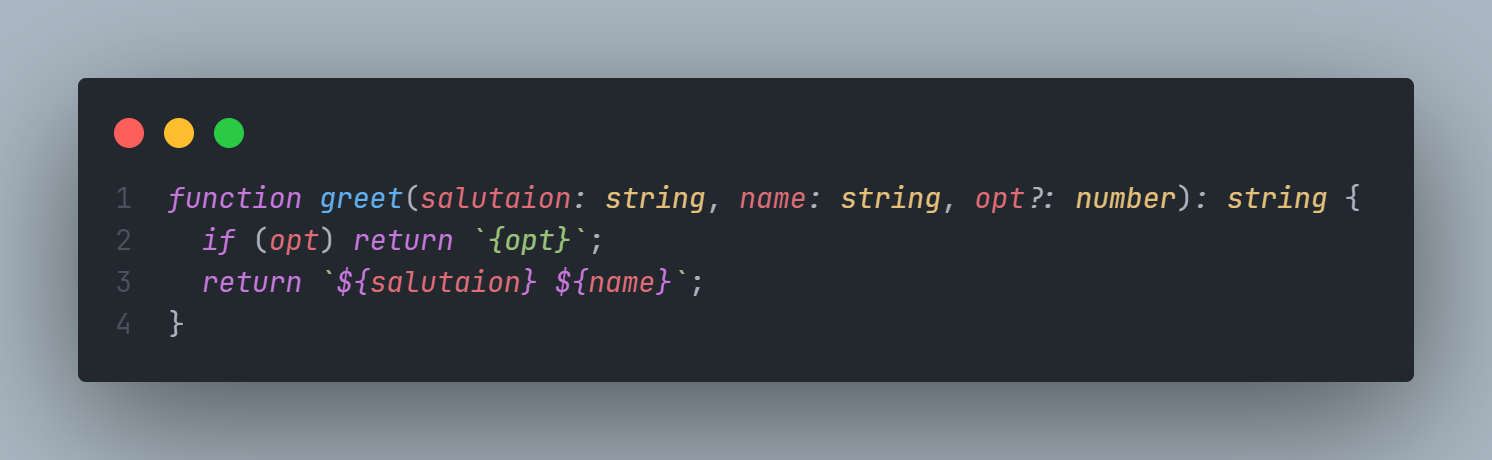 1 function greet(salutaion: string, name: string, opt?: number): string {
2   if (opt) return `{opt}`;
3   return `${salutaion} ${name}`;
4 }